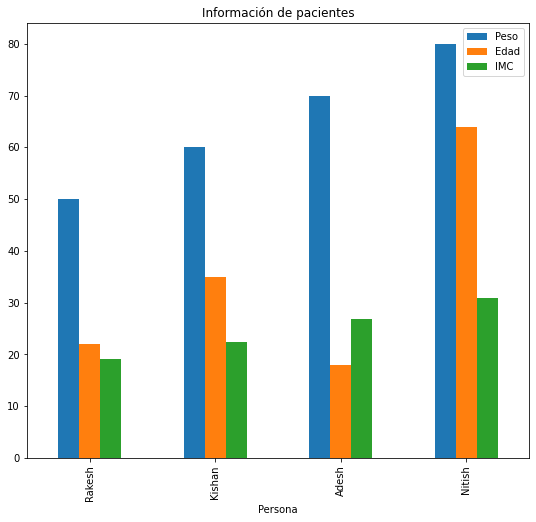 Información de pacientes
Peso
Edad
IMC
80
70
60
50
40
30
20
10
0
Rakesh
Kishan
Adesh
Nitish
Persona